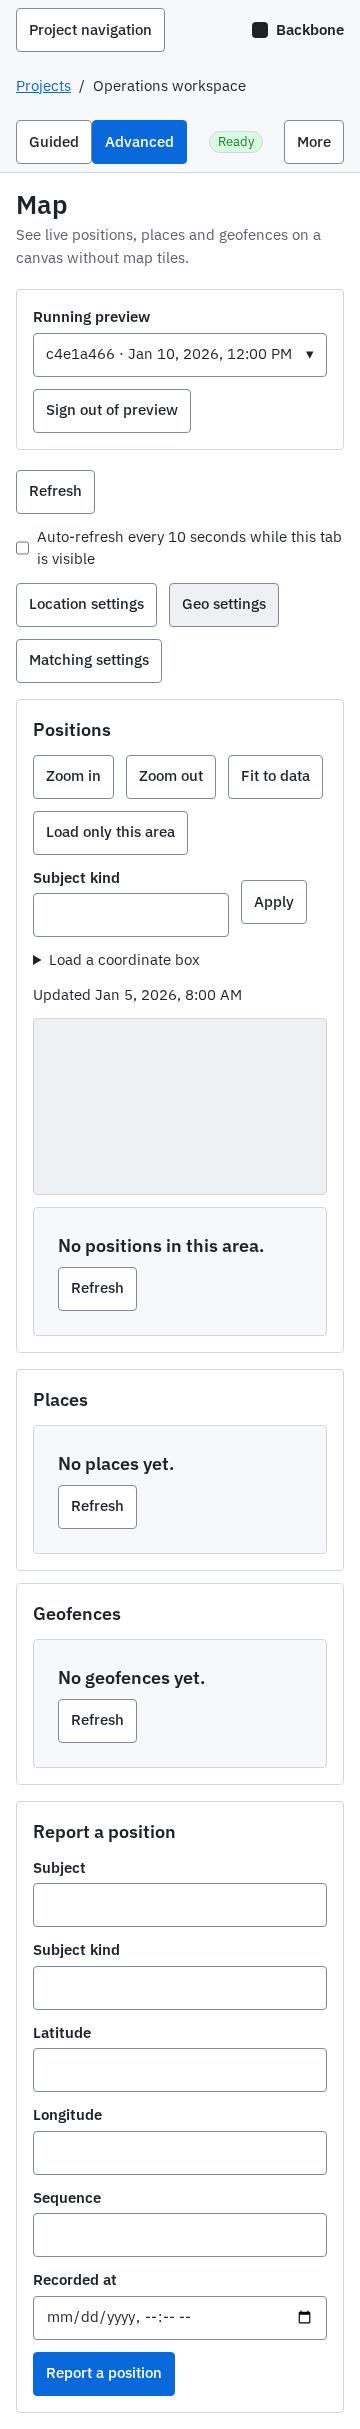 Project navigation
Backbone
Projects / Operations workspace
Guided
Advanced
Ready
More
Map
See live positions, places and geofences on a
canvas without map tiles.
Running preview
c4e1a466 · Jan 10, 2026, 12:00 PM ▾
Sign out of preview
Refresh
Auto-refresh every 10 seconds while this tab
is visible
Location settings
Geo settings
Matching settings
Positions
Zoom in
Zoom out
Fit to data
Load only this area
Subject kind
Apply
Load a coordinate box
Updated Jan 5, 2026, 8:00 AM
No positions in this area.
Refresh
Places
No places yet.
Refresh
Geofences
No geofences yet.
Refresh
Report a position
Subject
Subject kind
Latitude
Longitude
Sequence
Recorded at
mm/dd/yyyy, --:-- --
Report a position